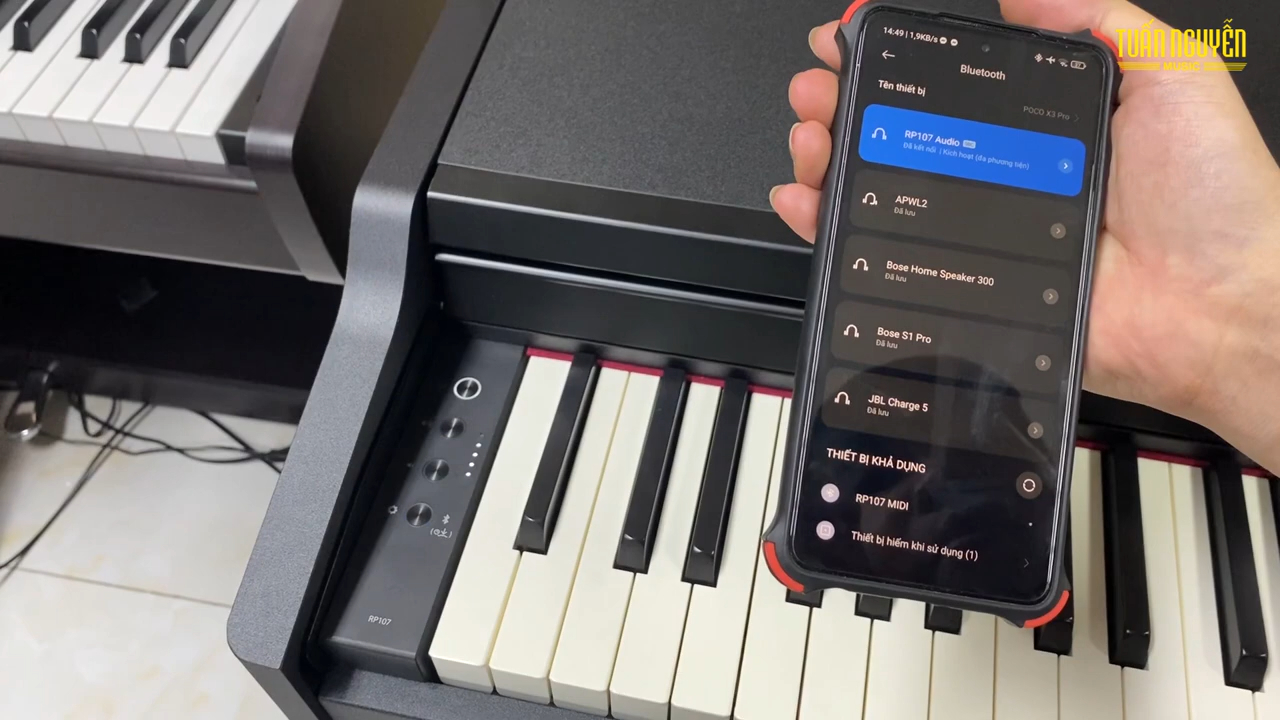 TUẤN NGUYỄN
MUSIC
14:49 | 1,9KB/s
Bluetooth
Tên thiết bị
POCO X3 Pro
RP107 Audio
Đã kết nối | Kích hoạt (đa phương tiện)
APWL2
Đã lưu
Bose Home Speaker 300
Đã lưu
Bose S1 Pro
Đã lưu
JBL Charge 5
Đã lưu
THIẾT BỊ KHẢ DỤNG
RP107 MIDI
Thiết bị hiếm khi sử dụng (1)
RP107